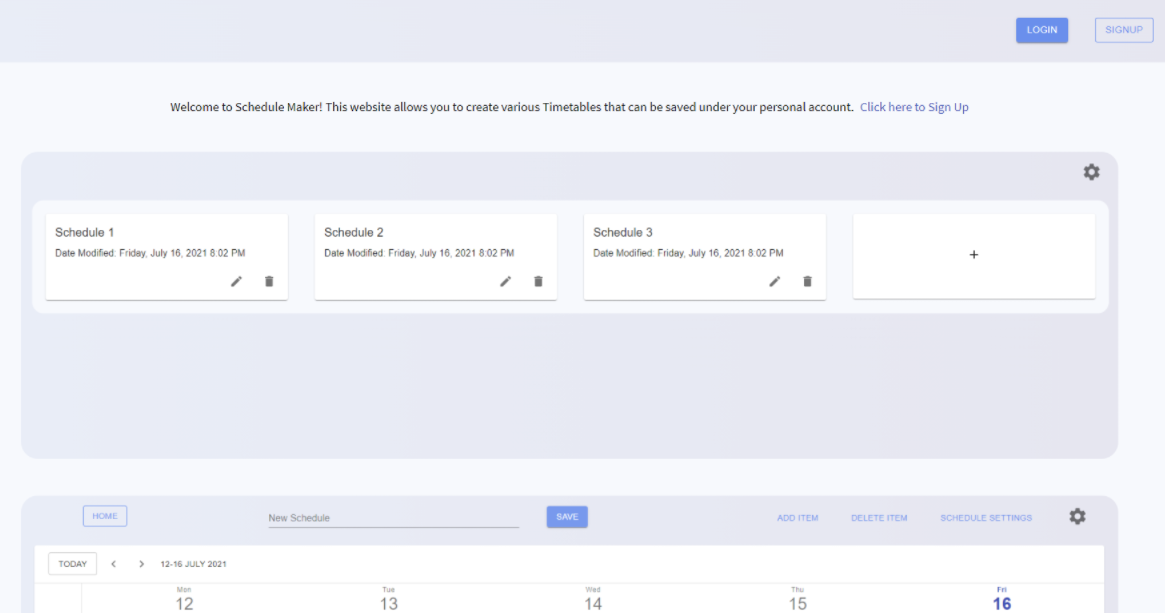 LOGIN SIGNUP
Welcome to Schedule Maker! This website allows you to create various Timetables that can be saved under your personal account. Click here to Sign Up
Schedule 1
Date Modified: Friday, July 16, 2021 8:02 PM
Schedule 2
Date Modified: Friday, July 16, 2021 8:02 PM
Schedule 3
Date Modified: Friday, July 16, 2021 8:02 PM
+
HOME New Schedule SAVE ADD ITEM DELETE ITEM SCHEDULE SETTINGS
TODAY < > 12-16 JULY 2021
Mon Tue Wed Thu Fri
12 13 14 15 16